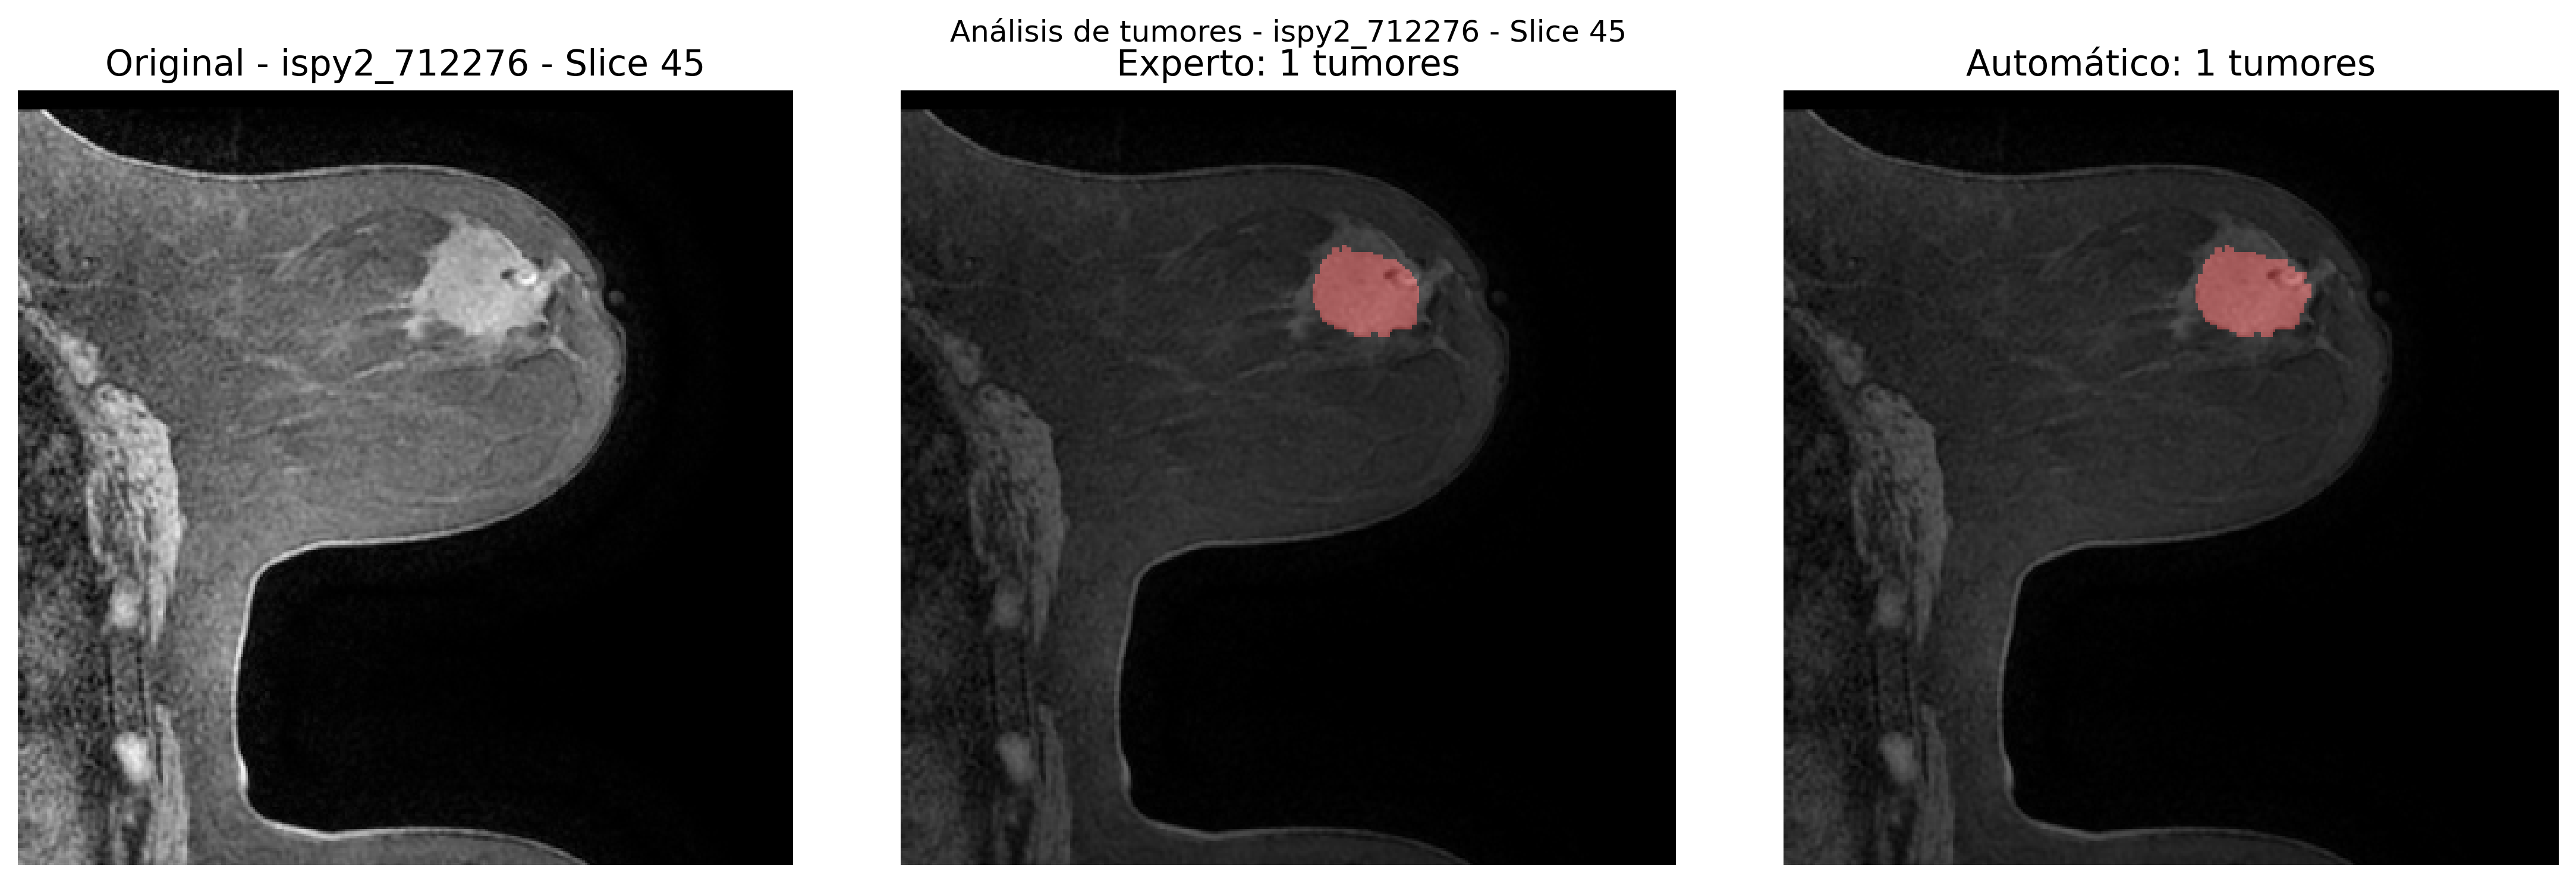 Análisis de tumores - ispy2_712276 - Slice 45
Original - ispy2_712276 - Slice 45
Experto: 1 tumores
Automático: 1 tumores